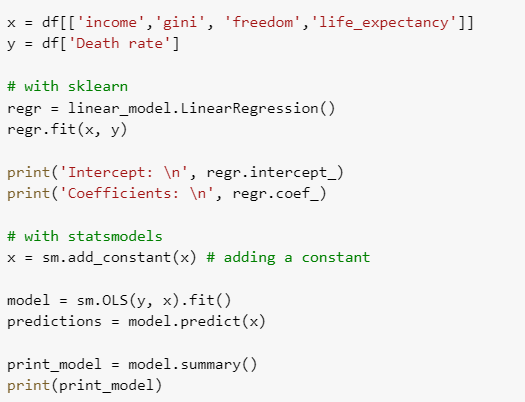 x = df[['income','gini', 'freedom','life_expectancy']]
y = df['Death rate']
# with sklearn
regr = linear_model.LinearRegression()
regr.fit(x, y)
print('Intercept: \n', regr.intercept_)
print('Coefficients: \n', regr.coef_)
# with statsmodels
x = sm.add_constant(x) # adding a constant
model = sm.OLS(y, x).fit()
predictions = model.predict(x)
print_model = model.summary()
print(print_model)